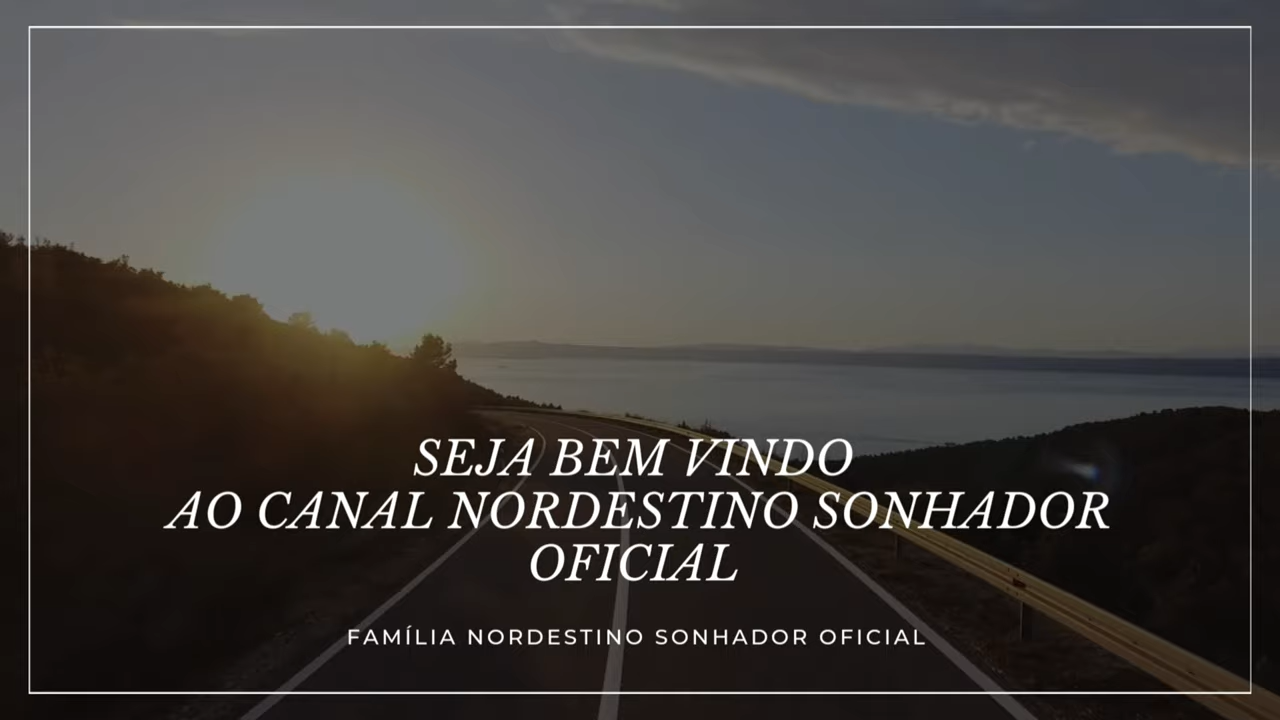 SEJA BEM VINDO
AO CANAL NORDESTINO SONHADOR
OFICIAL
FAMÍLIA NORDESTINO SONHADOR OFICIAL